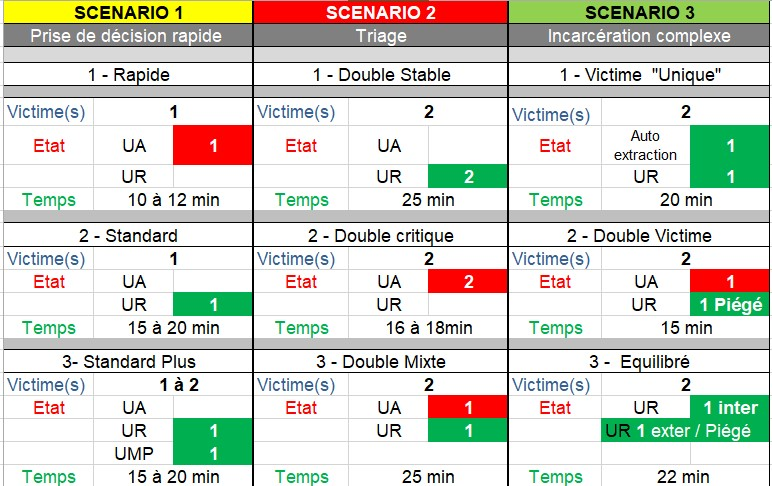 SCENARIO 1 SCENARIO 2 SCENARIO 3
Prise de décision rapide Triage Incarcération complexe
1 - Rapide 1 - Double Stable 1 - Victime "Unique"
Victime(s) 1 Victime(s) 2 Victime(s) 2
Etat UA 1 Etat UA Etat Auto extraction 1
UR UR 2 UR 1
Temps 10 à 12 min Temps 25 min Temps 20 min
2 - Standard 2 - Double critique 2 - Double Victime
Victime(s) 1 Victime(s) 2 Victime(s) 2
Etat UA Etat UA 2 Etat UA 1
UR 1 UR UR 1 Piégé
Temps 15 à 20 min Temps 16 à 18min Temps 15 min
3- Standard Plus 3 - Double Mixte 3 - Equilibré
Victime(s) 1 à 2 Victime(s) 2 Victime(s) 2
Etat UA Etat UA 1 Etat UR 1 inter
UR 1 UR 1 UR 1 exter / Piégé
UMP 1
Temps 15 à 20 min Temps 25 min Temps 22 min